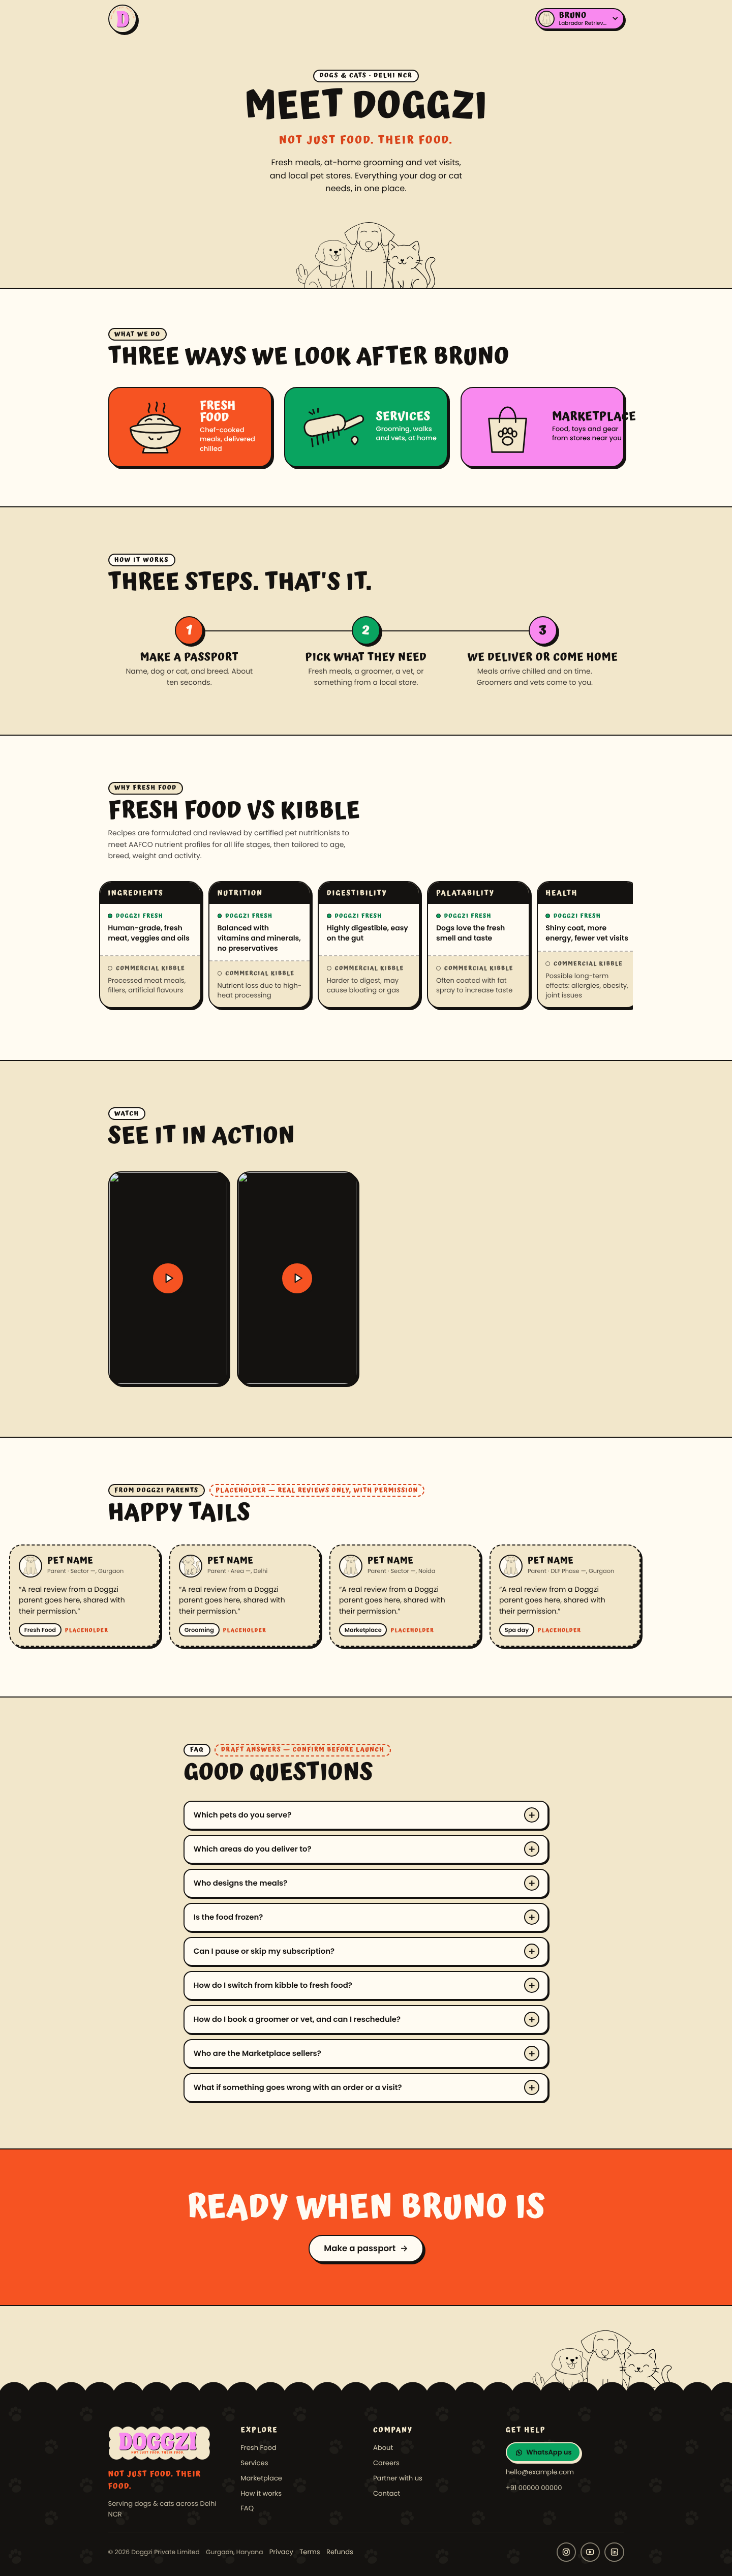 D
BRUNO
Labrador Retriev...
DOGS & CATS · DELHI NCR
MEET DOGGZI
NOT JUST FOOD. THEIR FOOD.
Fresh meals, at-home grooming and vet visits,
and local pet stores. Everything your dog or cat
needs, in one place.
WHAT WE DO
THREE WAYS WE LOOK AFTER BRUNO
FRESH
FOOD
Chef-cooked
meals, delivered
chilled
SERVICES
Grooming, walks
and vets, at home
MARKETPLACE
Food, toys and gear
from stores near you
HOW IT WORKS
THREE STEPS. THAT'S IT.
1
2
3
MAKE A PASSPORT
Name, dog or cat, and breed. About
ten seconds.
PICK WHAT THEY NEED
Fresh meals, a groomer, a vet, or
something from a local store.
WE DELIVER OR COME HOME
Meals arrive chilled and on time.
Groomers and vets come to you.
WHY FRESH FOOD
FRESH FOOD VS KIBBLE
Recipes are formulated and reviewed by certified pet nutritionists to
meet AAFCO nutrient profiles for all life stages, then tailored to age,
breed, weight and activity.
INGREDIENTS
DOGGZI FRESH
Human-grade, fresh
meat, veggies and oils
COMMERCIAL KIBBLE
Processed meat meals,
fillers, artificial flavours
NUTRITION
DOGGZI FRESH
Balanced with
vitamins and minerals,
no preservatives
COMMERCIAL KIBBLE
Nutrient loss due to high-
heat processing
DIGESTIBILITY
DOGGZI FRESH
Highly digestible, easy
on the gut
COMMERCIAL KIBBLE
Harder to digest, may
cause bloating or gas
PALATABILITY
DOGGZI FRESH
Dogs love the fresh
smell and taste
COMMERCIAL KIBBLE
Often coated with fat
spray to increase taste
HEALTH
DOGGZI FRESH
Shiny coat, more
energy, fewer vet visits
COMMERCIAL KIBBLE
Possible long-term
effects: allergies, obesity,
joint issues
WATCH
SEE IT IN ACTION
FROM DOGGZI PARENTS
PLACEHOLDER — REAL REVIEWS ONLY, WITH PERMISSION
HAPPY TAILS
PET NAME
Parent · Sector —, Gurgaon
“A real review from a Doggzi
parent goes here, shared with
their permission.”
Fresh Food
PLACEHOLDER
PET NAME
Parent · Area —, Delhi
“A real review from a Doggzi
parent goes here, shared with
their permission.”
Grooming
PLACEHOLDER
PET NAME
Parent · Sector —, Noida
“A real review from a Doggzi
parent goes here, shared with
their permission.”
Marketplace
PLACEHOLDER
PET NAME
Parent · DLF Phase —, Gurgaon
“A real review from a Doggzi
parent goes here, shared with
their permission.”
Spa day
PLACEHOLDER
FAQ
DRAFT ANSWERS — CONFIRM BEFORE LAUNCH
GOOD QUESTIONS
Which pets do you serve?
Which areas do you deliver to?
Who designs the meals?
Is the food frozen?
Can I pause or skip my subscription?
How do I switch from kibble to fresh food?
How do I book a groomer or vet, and can I reschedule?
Who are the Marketplace sellers?
What if something goes wrong with an order or a visit?
READY WHEN BRUNO IS
Make a passport →
DOGGZI
NOT JUST FOOD. THEIR FOOD.
NOT JUST FOOD. THEIR
FOOD.
Serving dogs & cats across Delhi
NCR
EXPLORE
Fresh Food
Services
Marketplace
How it works
FAQ
COMPANY
About
Careers
Partner with us
Contact
GET HELP
WhatsApp us
hello@example.com
+91 00000 00000
© 2026 Doggzi Private Limited
Gurgaon, Haryana
Privacy
Terms
Refunds